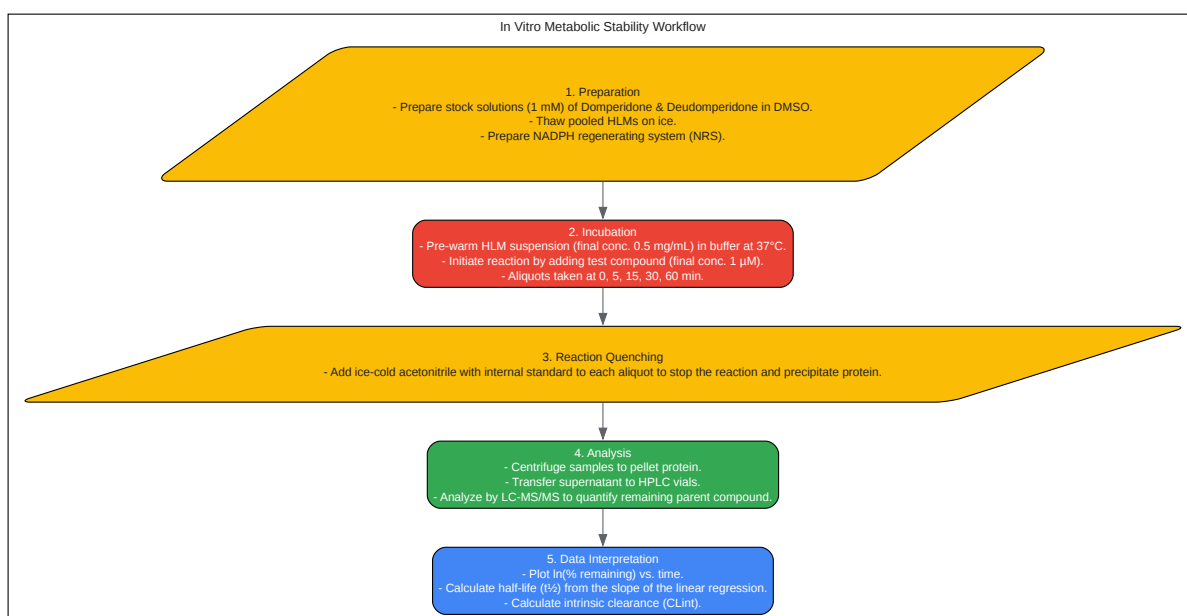 In Vitro Metabolic Stability Workflow
1. Preparation
- Prepare stock solutions (1 mM) of Domperidone & Deudomperidone in DMSO.
- Thaw pooled HLMs on ice.
- Prepare NADPH regenerating system (NRS).
2. Incubation
- Pre-warm HLM suspension (final conc. 0.5 mg/mL) in buffer at 37°C.
- Initiate reaction by adding test compound (final conc. 1 µM).
- Aliquots taken at 0, 5, 15, 30, 60 min.
3. Reaction Quenching
- Add ice-cold acetonitrile with internal standard to each aliquot to stop the reaction and precipitate protein.
4. Analysis
- Centrifuge samples to pellet protein.
- Transfer supernatant to HPLC vials.
- Analyze by LC-MS/MS to quantify remaining parent compound.
5. Data Interpretation
- Plot ln(% remaining) vs. time.
- Calculate half-life (t½) from the slope of the linear regression.
- Calculate intrinsic clearance (CLint).